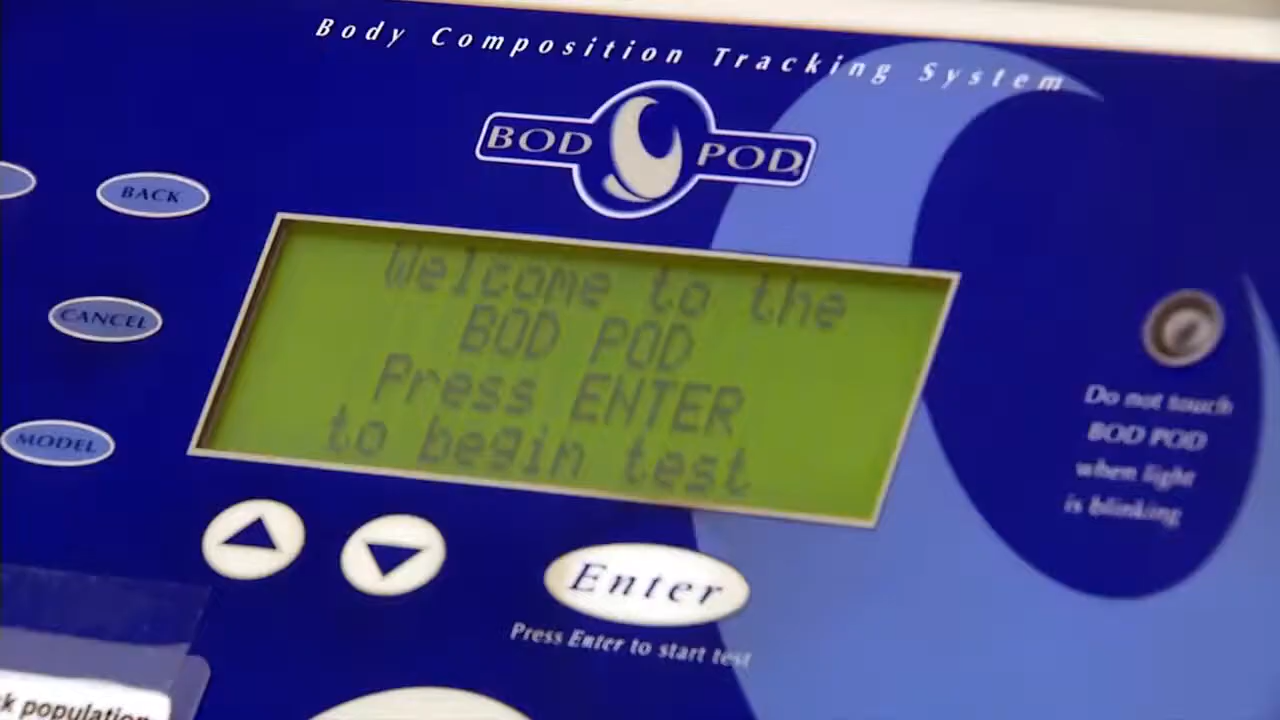 Body Composition Tracking System
BOD POD
BACK
CANCEL
MODEL
Welcome to the
BOD POD
Press ENTER
to begin test
Do not touch
BOD POD
when light
is blinking
Enter
Press Enter to start test
population